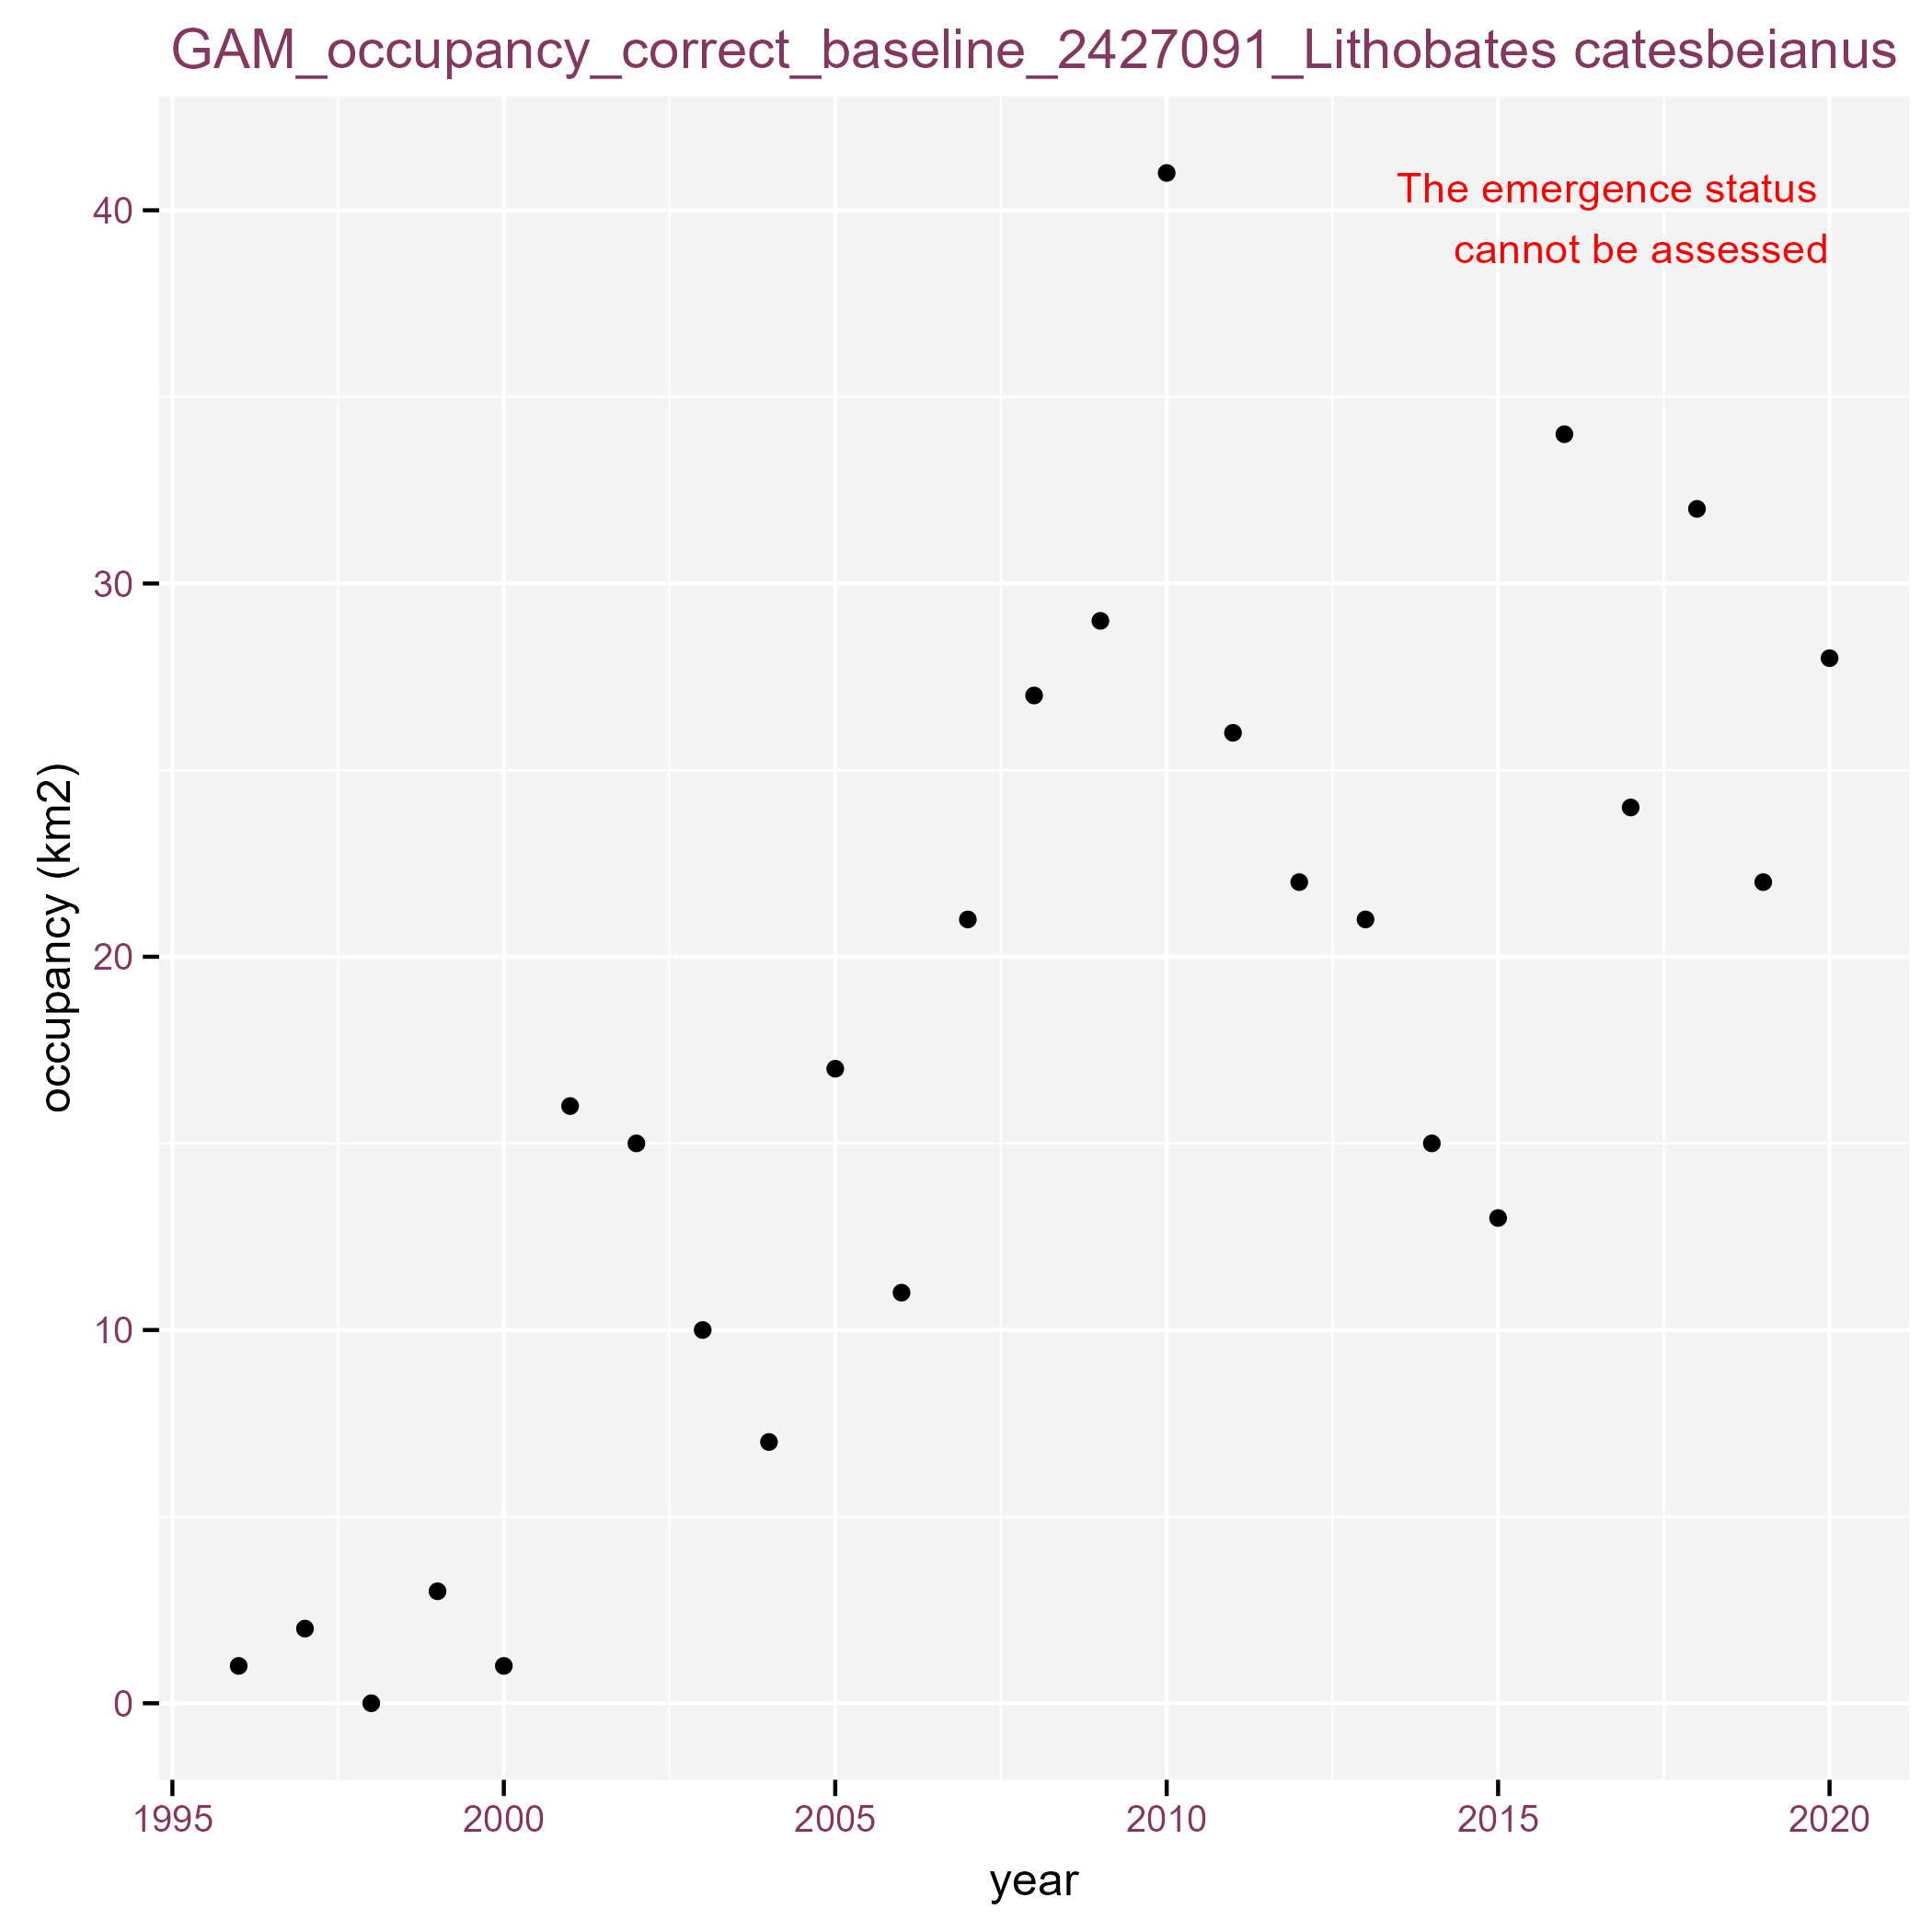 GAM_occupancy_correct_baseline_2427091_Lithobates catesbeianus
The emergence status
cannot be assessed
40
30
20
10
0
occupancy (km2)
1995 2000 2005 2010 2015 2020
year